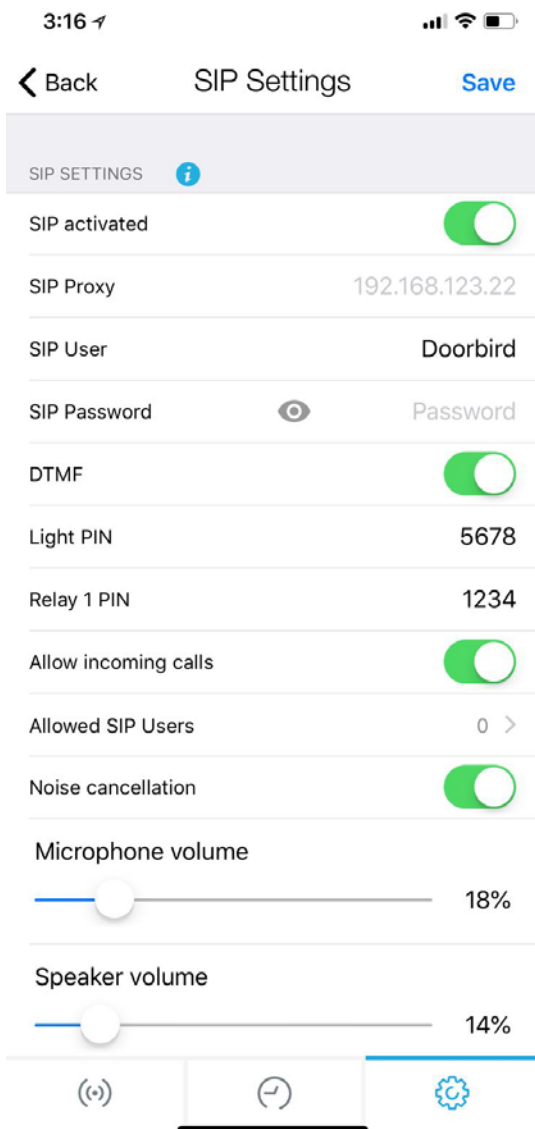 3:16
Back SIP Settings Save
SIP SETTINGS i
SIP activated
SIP Proxy 192.168.123.22
SIP User Doorbird
SIP Password Password
DTMF
Light PIN 5678
Relay 1 PIN 1234
Allow incoming calls
Allowed SIP Users 0
Noise cancellation
Microphone volume
18%
Speaker volume
14%